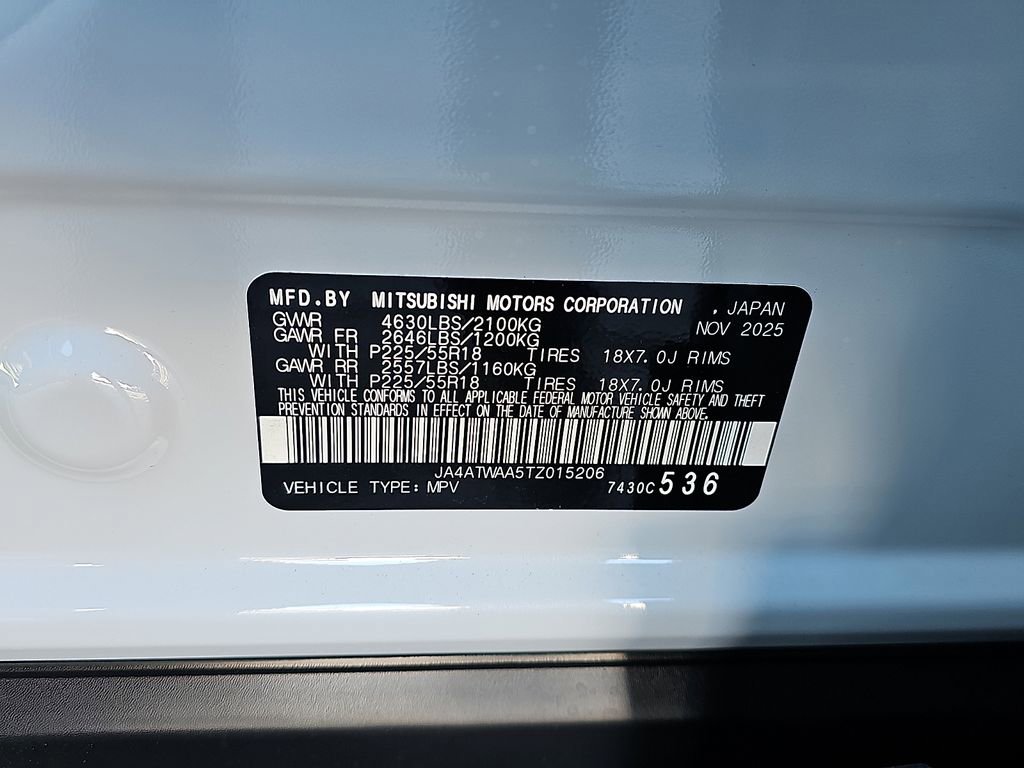 MFD.BY MITSUBISHI MOTORS CORPORATION , JAPAN
GVWR 4630LBS/2100KG NOV 2025
GAWR FR 2646LBS/1200KG
WITH P225/55R18 TIRES 18X7.0J RIMS
GAWR RR 2557LBS/1160KG
WITH P225/55R18 TIRES 18X7.0J RIMS
THIS VEHICLE CONFORMS TO ALL APPLICABLE FEDERAL MOTOR VEHICLE SAFETY AND THEFT
PREVENTION STANDARDS IN EFFECT ON THE DATE OF MANUFACTURE SHOWN ABOVE.
JA4ATWAA5TZ015206
VEHICLE TYPE: MPV 7430C 536